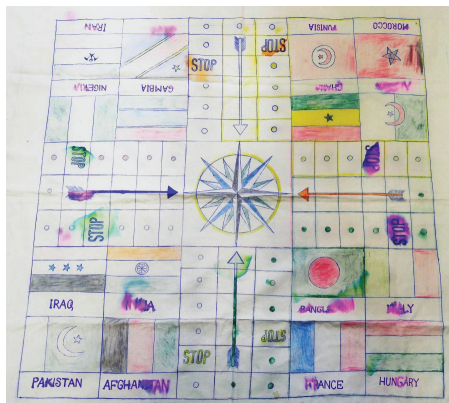 IRAN TUNISIA MOROCCO
STOP
STOP
NIGERIA GAMBIA GHANA
STOP STOP
STOP STOP
IRAQ INDIA ITALY
STOP
STOP
PAKISTAN AFGHANISTAN FRANCE HUNGARY